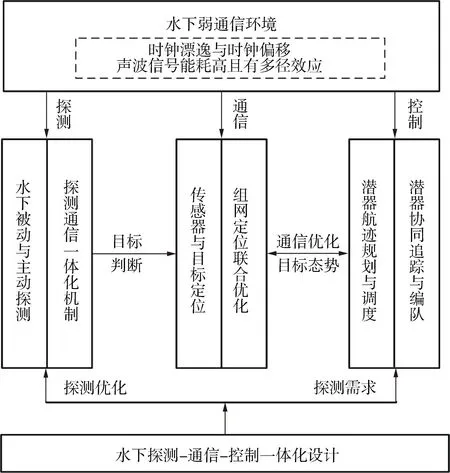 水下弱通信环境
时钟漂逸与时钟偏移
声波信号能耗高且有多径效应
探测
通信
控制
水下被动与主动探测
探测通信一体化机制
目标
判断
传感器与目标定位
组网定位联合优化
通信优化
目标态势
潜器航迹规划与调度
潜器协同追踪与编队
探测优化
探测需求
水下探测-通信-控制一体化设计